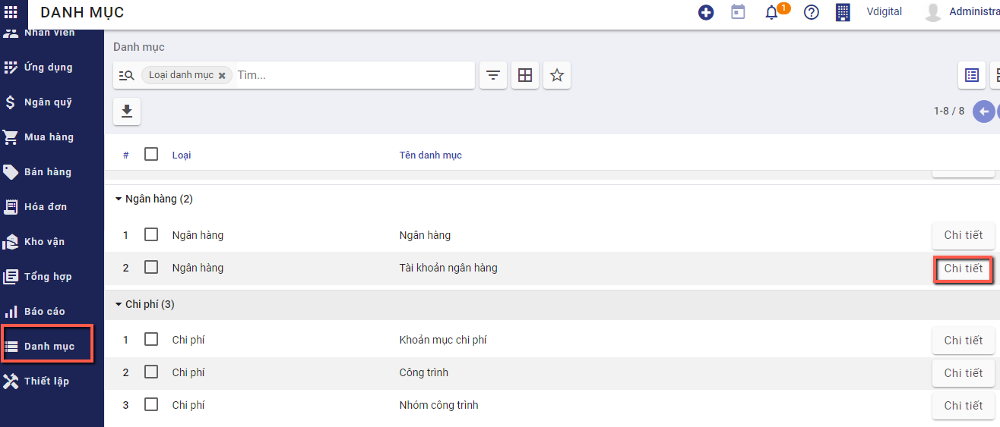 DANH MỤC
1
Vdigital
Administra
Nhân viên
Ứng dụng
Ngân quỹ
Mua hàng
Bán hàng
Hóa đơn
Kho vận
Tổng hợp
Báo cáo
Danh mục
Thiết lập
Danh mục
Loại danh mục × Tìm...
1-8 / 8
# Loại Tên danh mục
Ngân hàng (2)
1 Ngân hàng Ngân hàng Chi tiết
2 Ngân hàng Tài khoản ngân hàng Chi tiết
Chi phí (3)
1 Chi phí Khoản mục chi phí Chi tiết
2 Chi phí Công trình Chi tiết
3 Chi phí Nhóm công trình Chi tiết